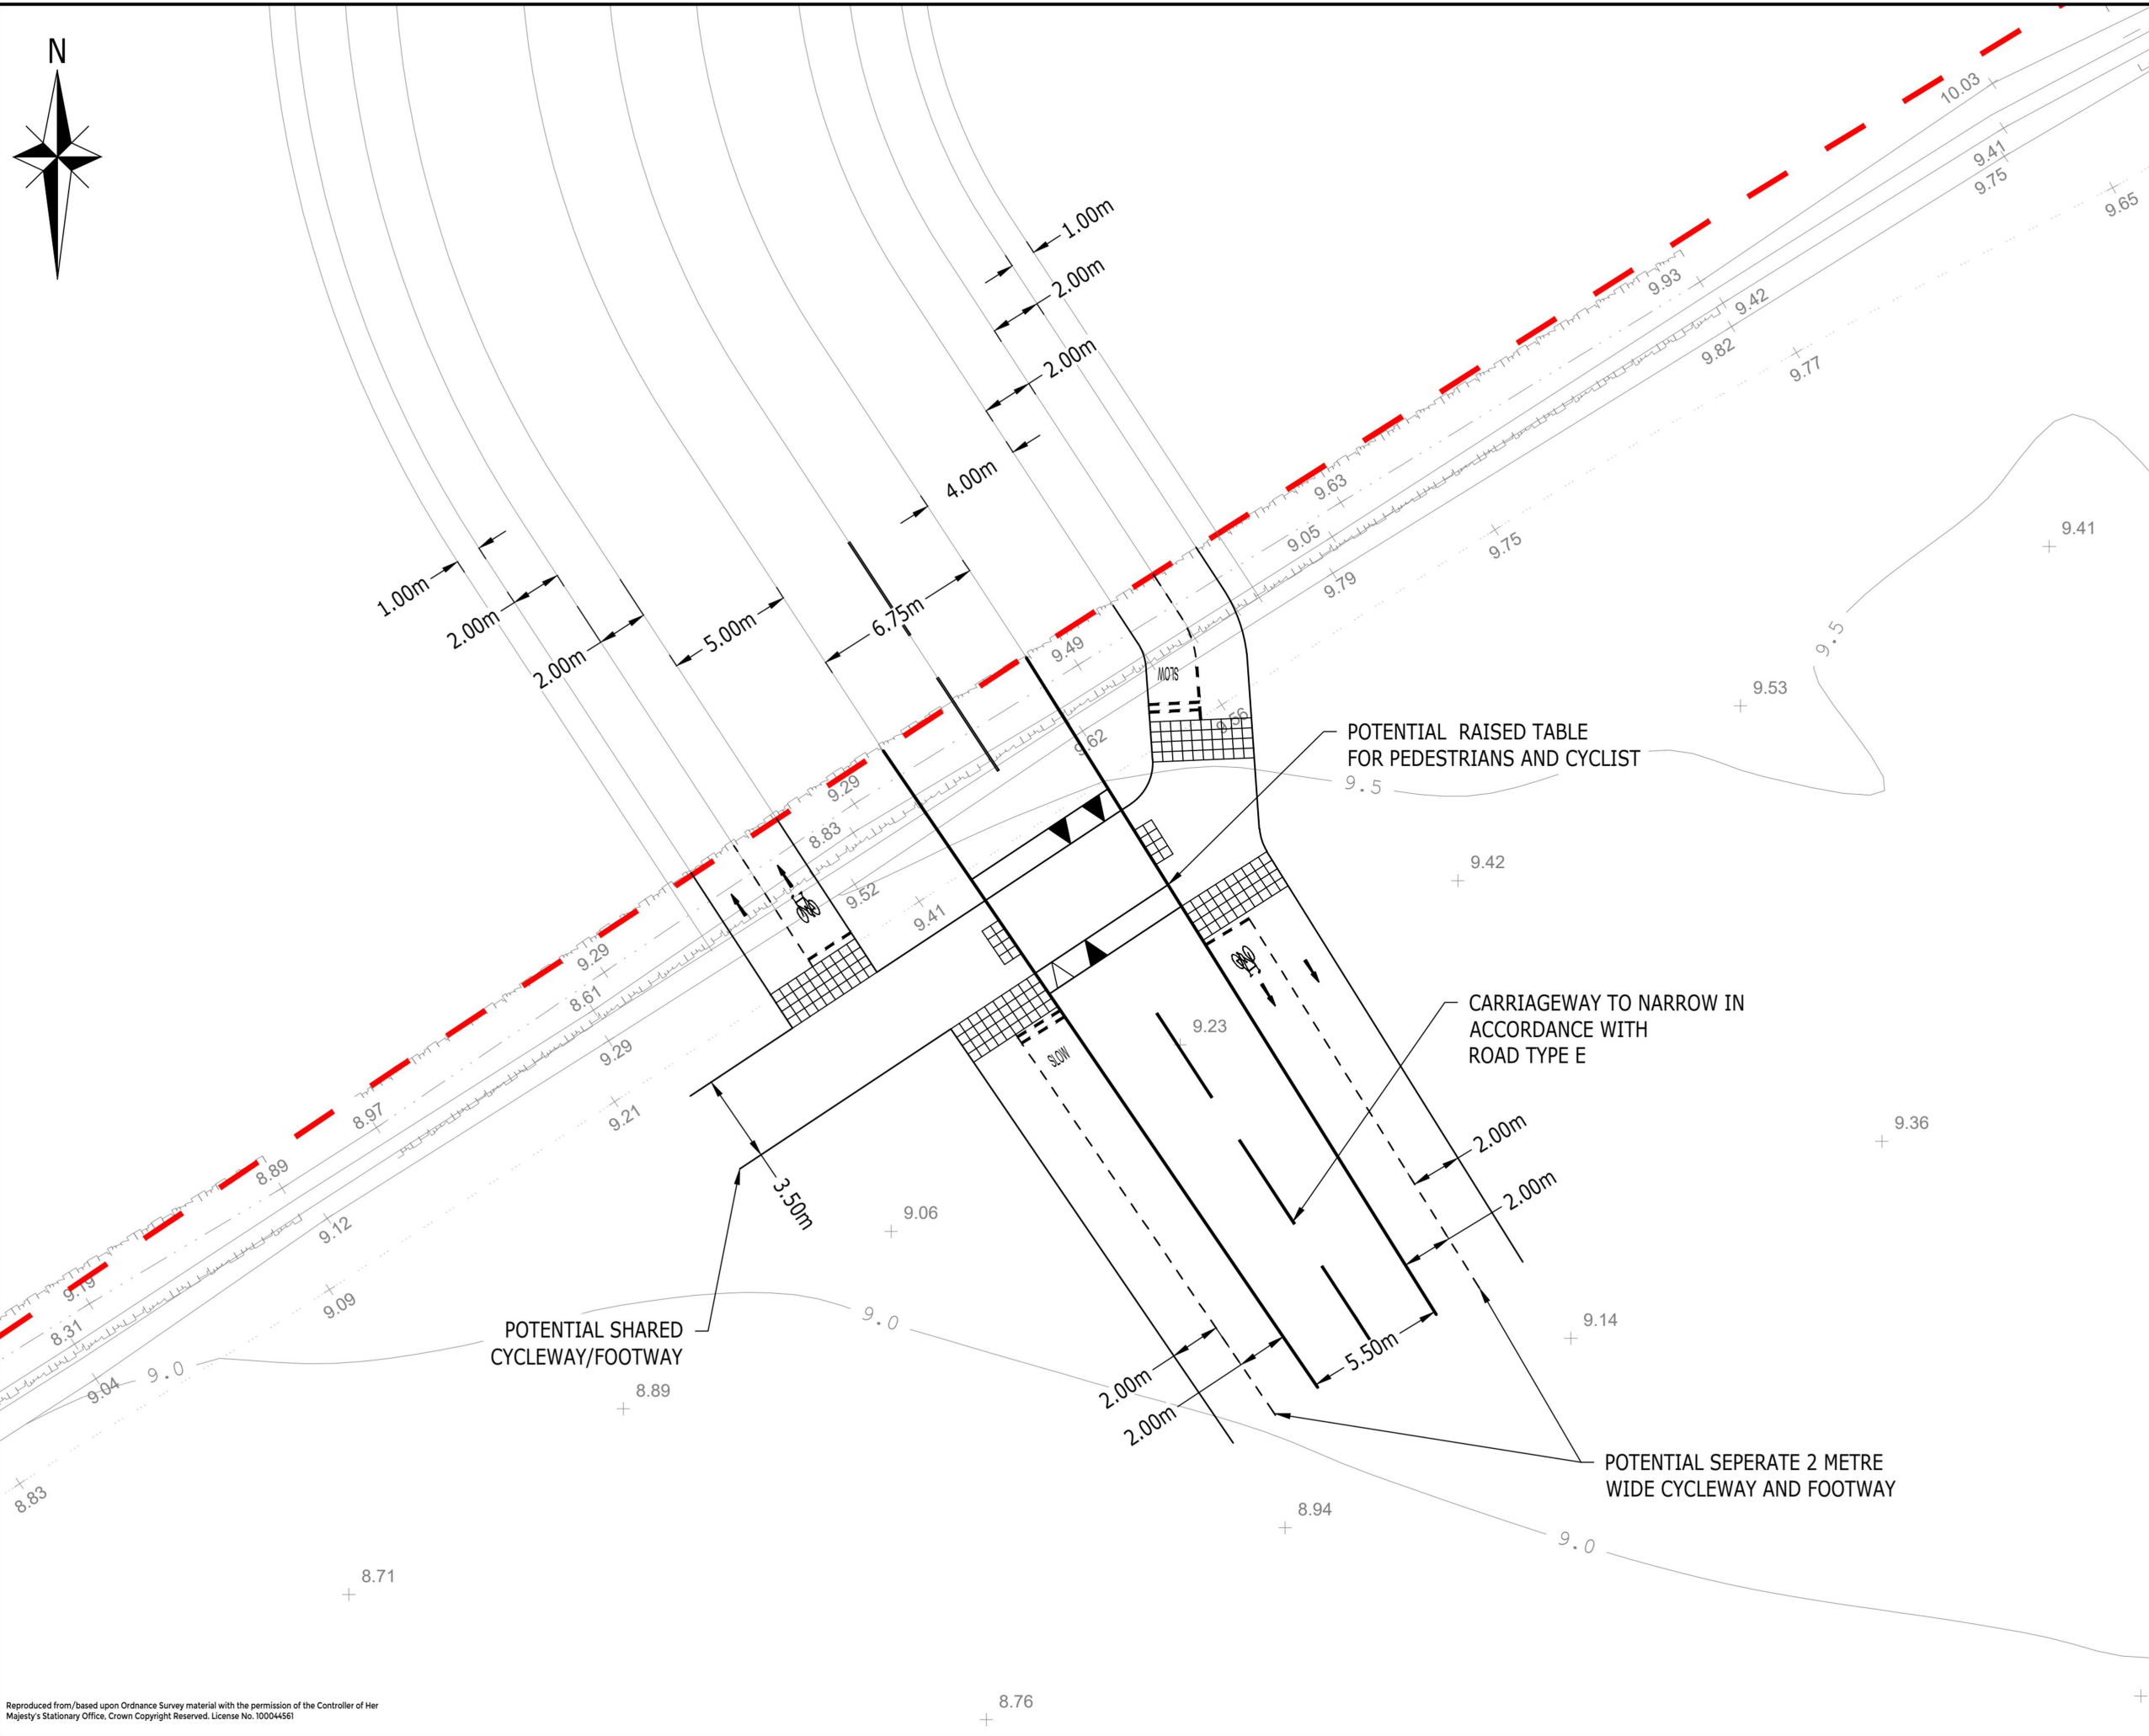 N
10.03
9.41
9.75
9.65
1.00m
2.00m
9.93
9.42
2.00m
9.82
9.77
4.00m
9.63
9.05
9.75
9.41
9.79
1.00m
2.00m
5.00m
6.75m
2.00m
9.49
SLOW
9.5
9.53
9.56
9.62
POTENTIAL RAISED TABLE
FOR PEDESTRIANS AND CYCLIST
9.29
9.5
8.83
9.52
9.41
9.42
9.29
8.61
9.29
9.21
SLOW
9.23
CARRIAGEWAY TO NARROW IN
ACCORDANCE WITH
ROAD TYPE E
8.97
8.89
9.36
2.00m
2.00m
3.50m
9.12
9.09
9.06
9.19
8.31
9.0
9.14
POTENTIAL SHARED
CYCLEWAY/FOOTWAY
5.50m
9.0
9.04
8.89
2.00m
2.00m
POTENTIAL SEPERATE 2 METRE
WIDE CYCLEWAY AND FOOTWAY
8.83
8.94
9.0
8.71
8.76
Reproduced from/based upon Ordnance Survey material with the permission of the Controller of Her
Majesty's Stationary Office, Crown Copyright Reserved. License No. 100044561